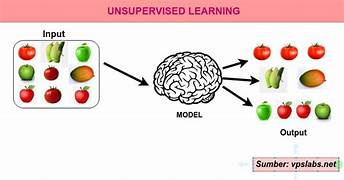 UNSUPERVISED LEARNING
Input
MODEL
Output
Sumber: vpslabs.net